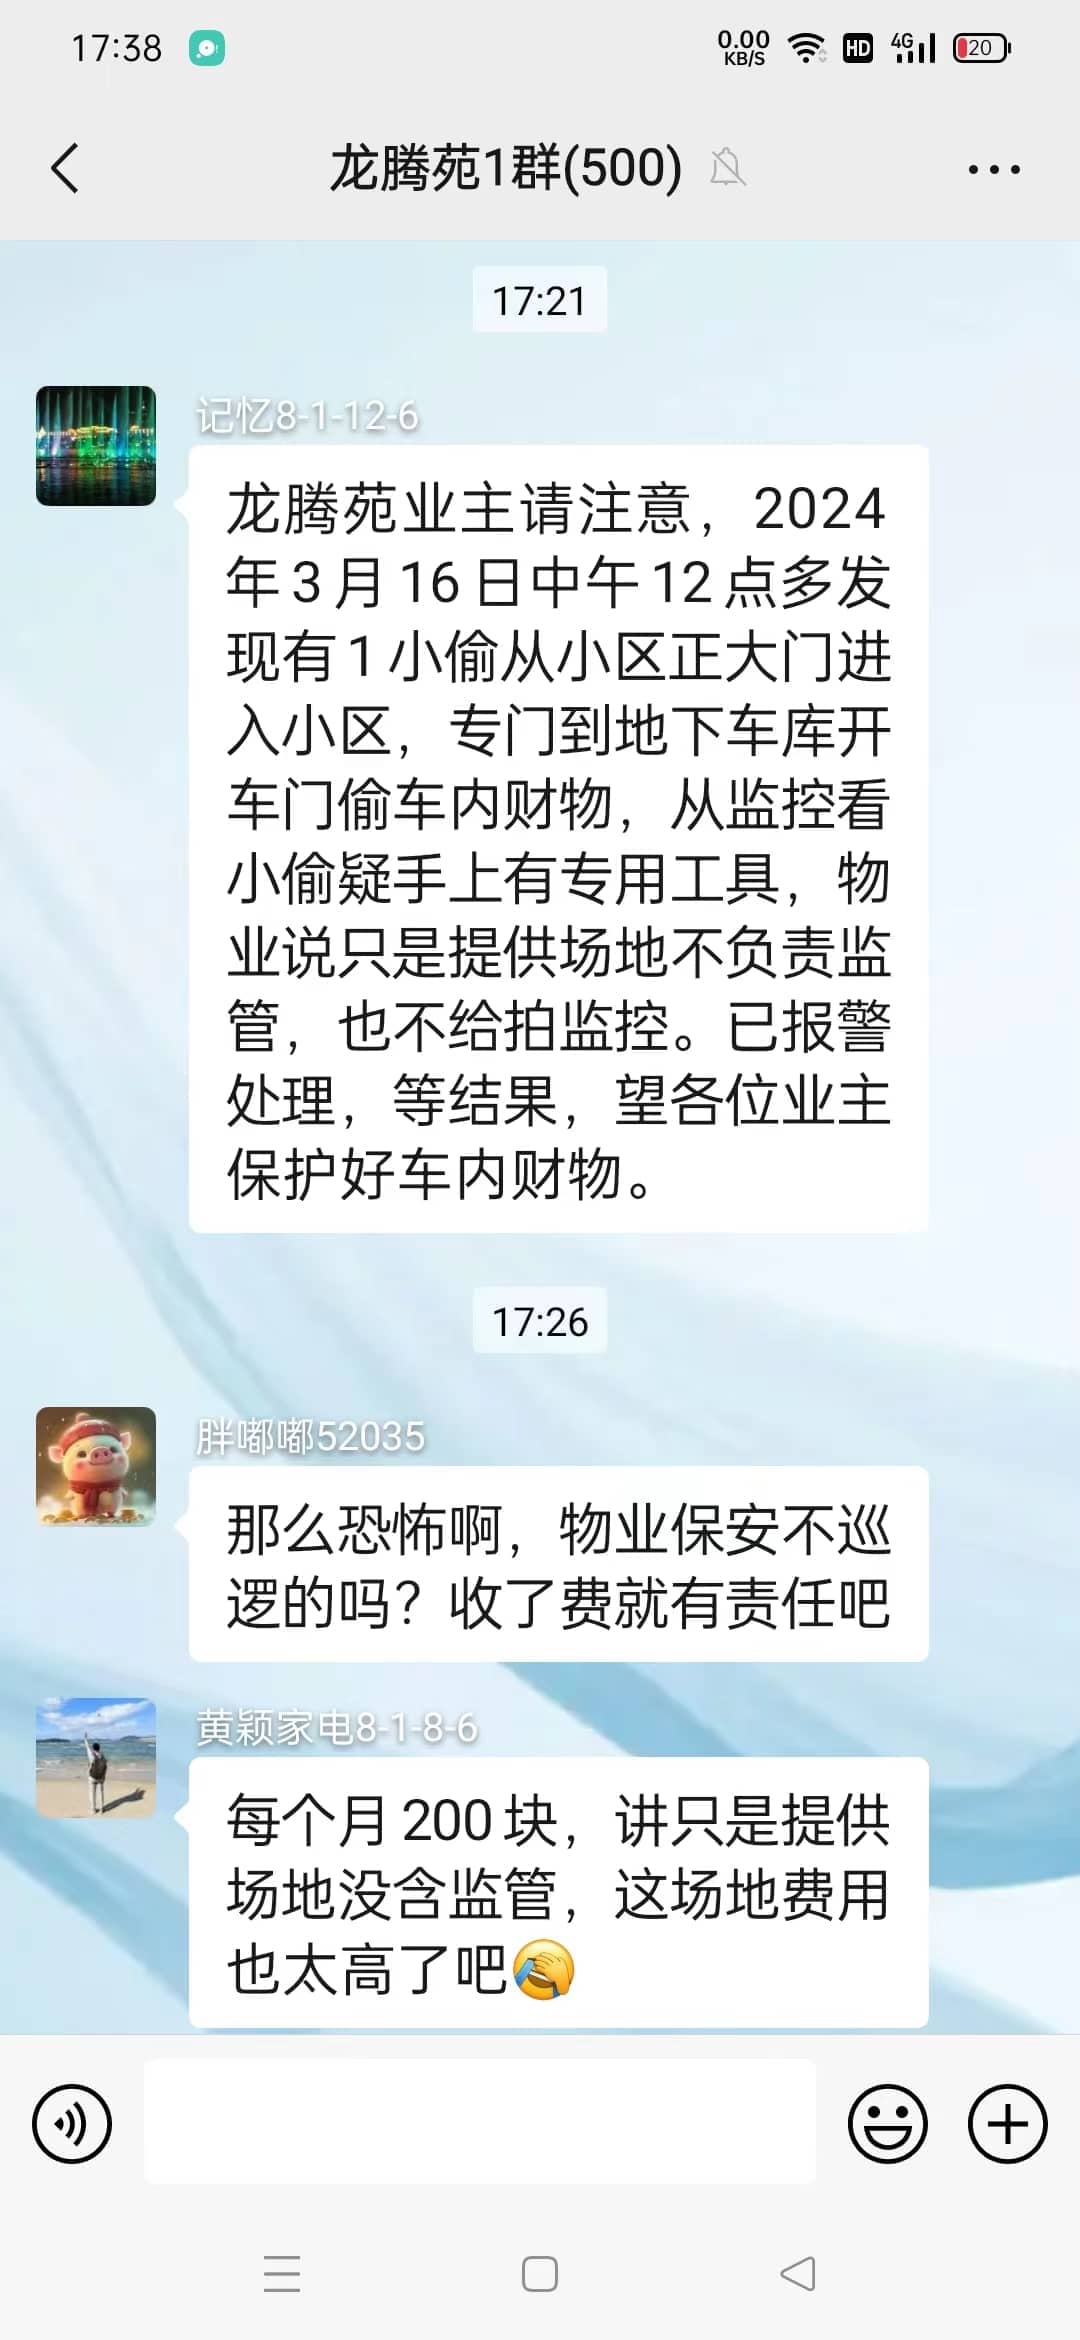 17:38
0.00
KB/S
HD
4G
20
龙腾苑1群(500)
17:21
记忆8-1-12-6
龙腾苑业主请注意，2024
年3月16日中午12点多发
现有1小偷从小区正大门进
入小区，专门到地下车库开
车门偷车内财物，从监控看
小偷疑手上有专用工具，物
业说只是提供场地不负责监
管，也不给拍监控。已报警
处理，等结果，望各位业主
保护好车内财物。
17:26
胖嘟嘟52035
那么恐怖啊，物业保安不巡
逻的吗？收了费就有责任吧
黄颖家电8-1-8-6
每个月200块，讲只是提供
场地没含监管，这场地费用
也太高了吧🤦